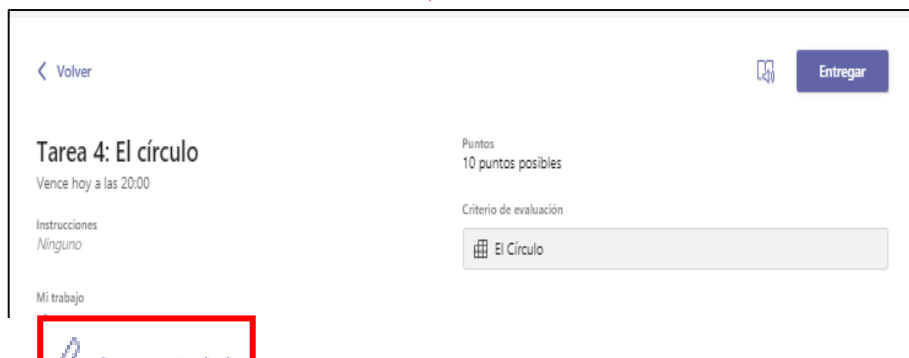 Volver
Entregar
Tarea 4: El círculo
Vence hoy a las 20:00
Puntos
10 puntos posibles
Instrucciones
Ninguno
Criterio de evaluación
El Círculo
Mi trabajo